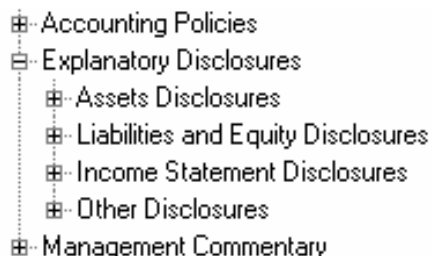 Accounting Policies
Explanatory Disclosures
Assets Disclosures
Liabilities and Equity Disclosures
Income Statement Disclosures
Other Disclosures
Management Commentary